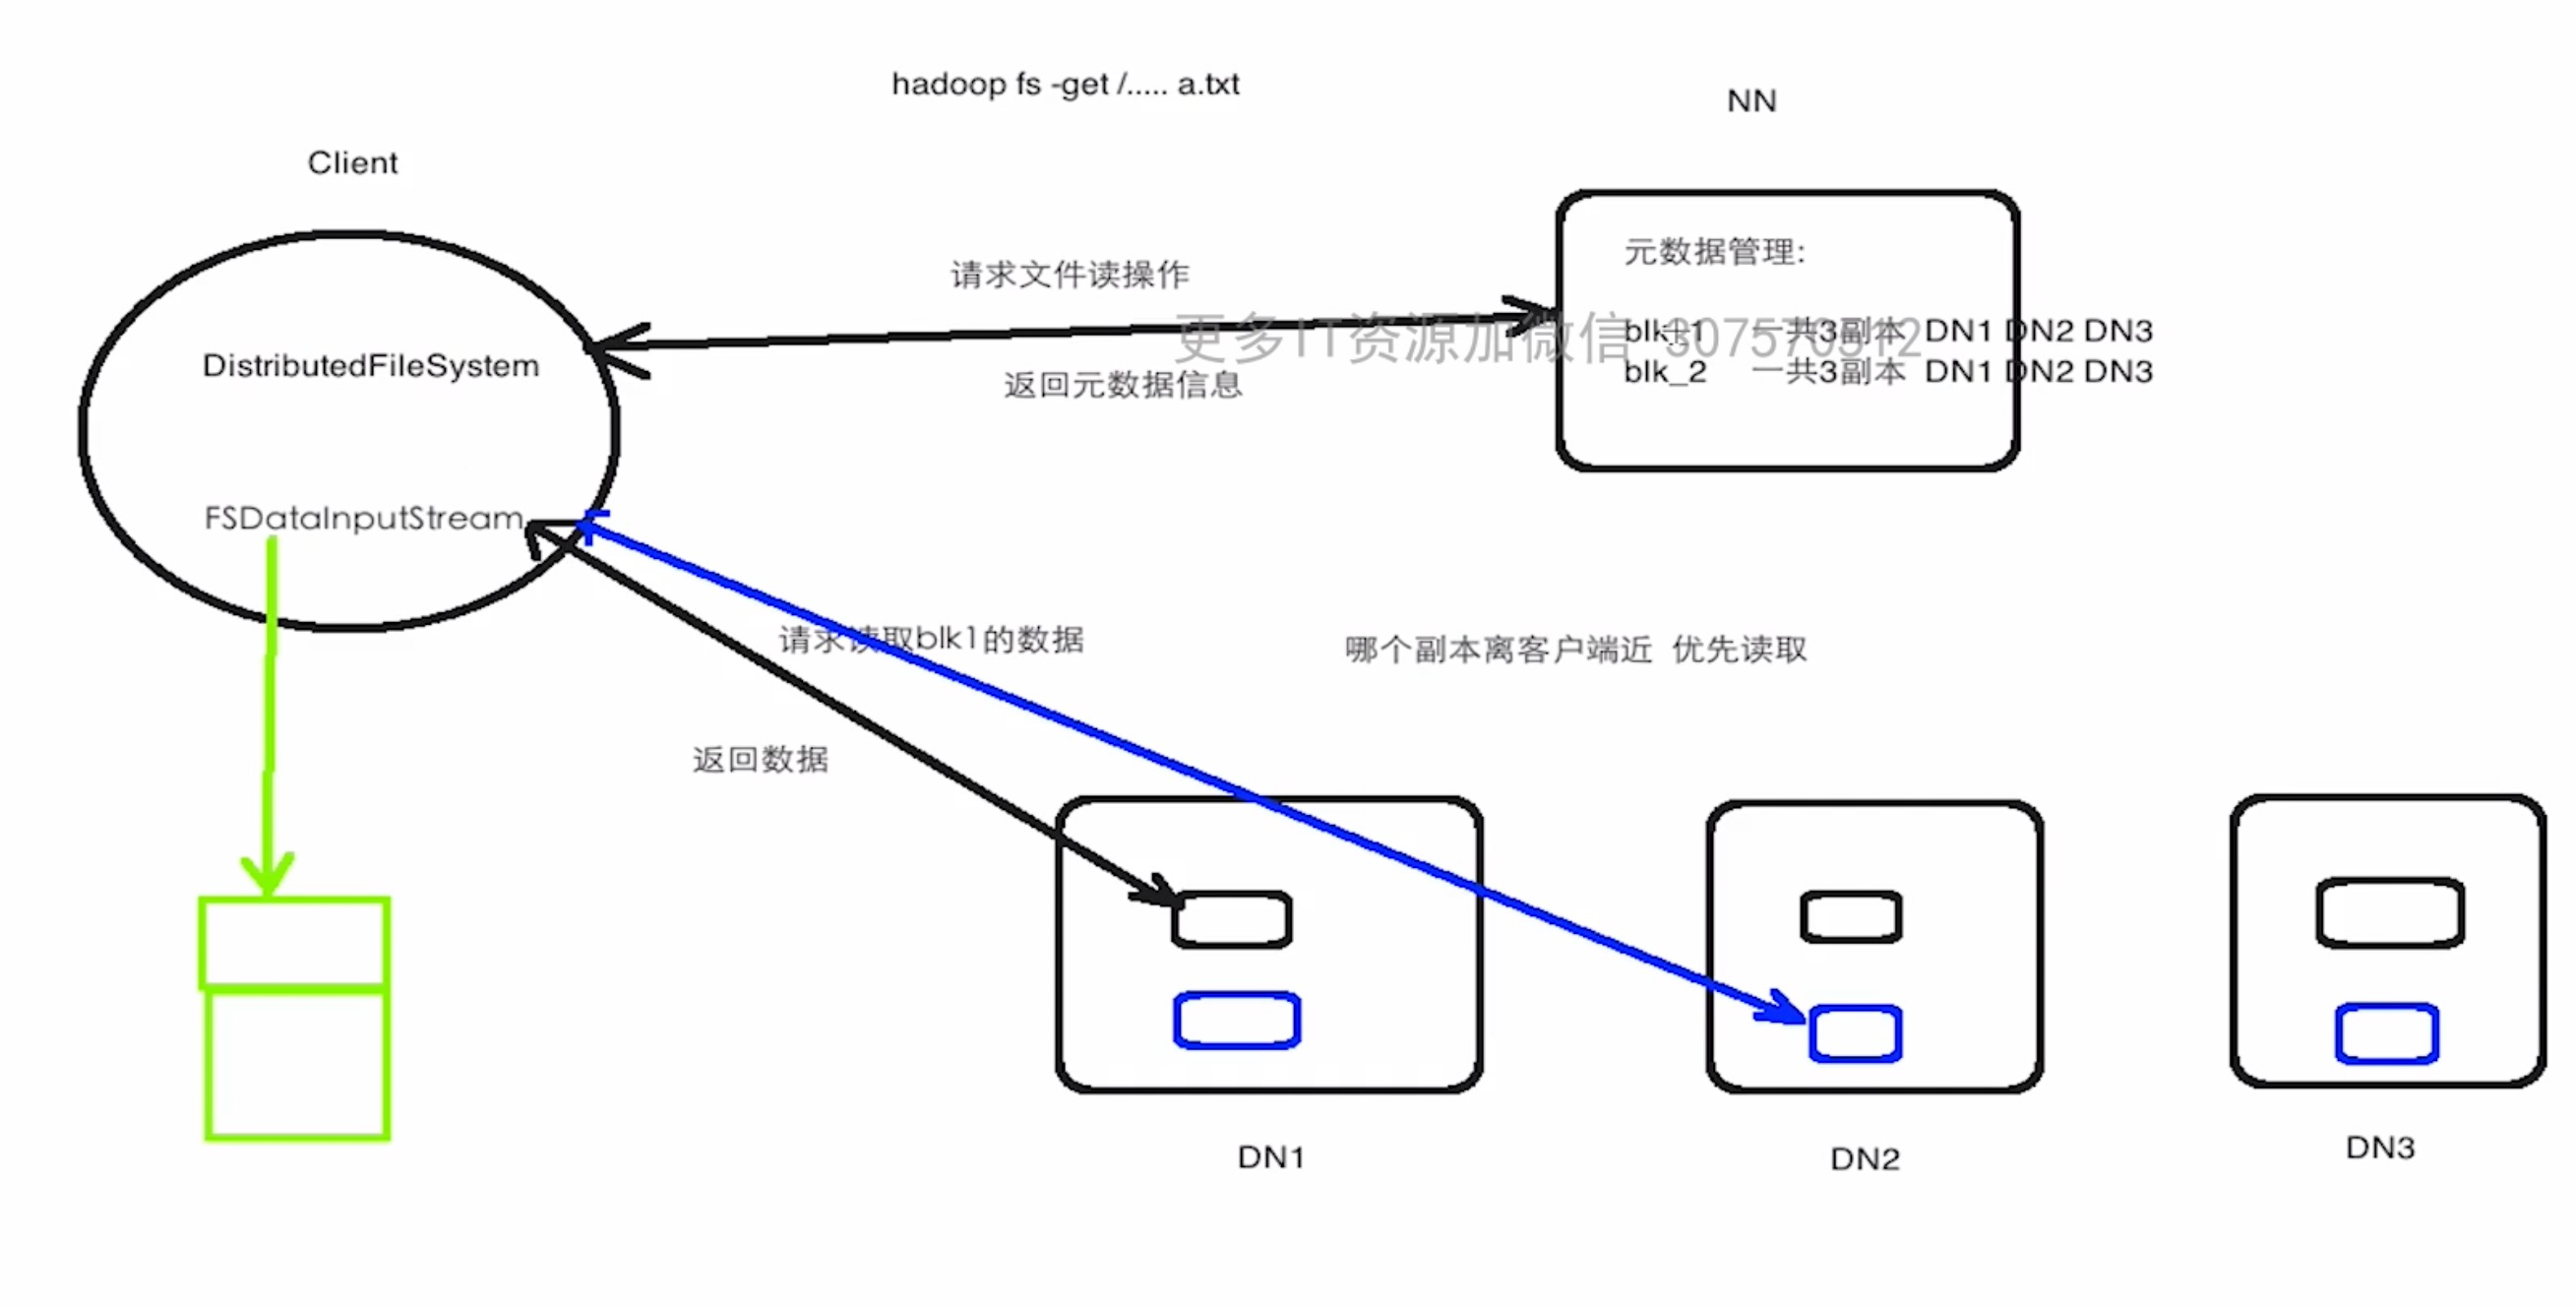 hadoop fs -get /..... a.txt
NN
Client
元数据管理:
请求文件读操作
更多IT资源加微信 307570512
blk_1 一共3副本 DN1 DN2 DN3
DistributedFileSystem
blk_2 一共3副本 DN1 DN2 DN3
返回元数据信息
FSDataInputStream
请求读取blk1的数据
哪个副本离客户端近 优先读取
返回数据
DN1
DN2
DN3